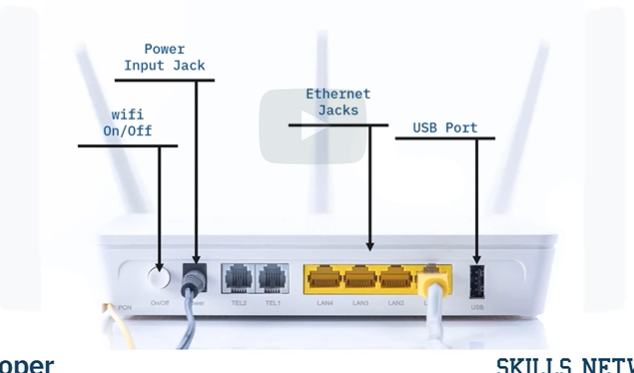 Power
Input Jack
wifi
On/Off
Ethernet
Jacks
USB Port
PON
On/Off
TEL2
TEL1
LAN4
LAN3
LAN2
USB
oper
SKILLS NETW